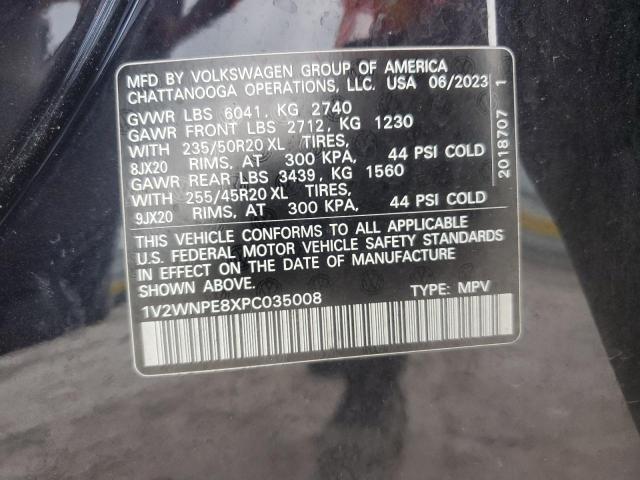 MFD BY VOLKSWAGEN GROUP OF AMERICA
CHATTANOOGA OPERATIONS, LLC. USA 06/2023
GVWR LBS 6041, KG 2740
GAWR FRONT LBS 2712, KG 1230
WITH 235/50R20 XL TIRES,
8JX20 RIMS, AT 300 KPA, 44 PSI COLD
GAWR REAR LBS 3439, KG 1560
WITH 255/45R20 XL TIRES,
9JX20 RIMS, AT 300 KPA, 44 PSI COLD
THIS VEHICLE CONFORMS TO ALL APPLICABLE
U.S. FEDERAL MOTOR VEHICLE SAFETY STANDARDS
IN EFFECT ON THE DATE OF MANUFACTURE
SHOWN ABOVE.
1V2WNPE8XPC035008 TYPE: MPV
2018707 1